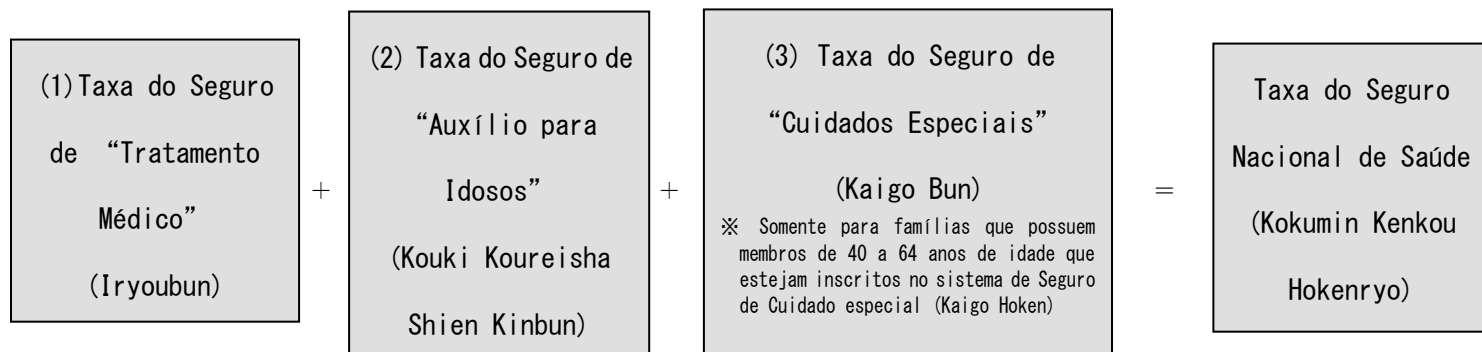 (1)Taxa do Seguro
de “Tratamento
Médico”
(Iryoubun)
+
(2) Taxa do Seguro de
“Auxílio para
Idosos”
(Kouki Koureisha
Shien Kinbun)
+
(3) Taxa do Seguro de
“Cuidados Especiais”
(Kaigo Bun)
※ Somente para famílias que possuem
membros de 40 a 64 anos de idade que
estejam inscritos no sistema de Seguro
de Cuidado especial (Kaigo Hoken)
=
Taxa do Seguro
Nacional de Saúde
(Kokumin Kenkou
Hokenryo)